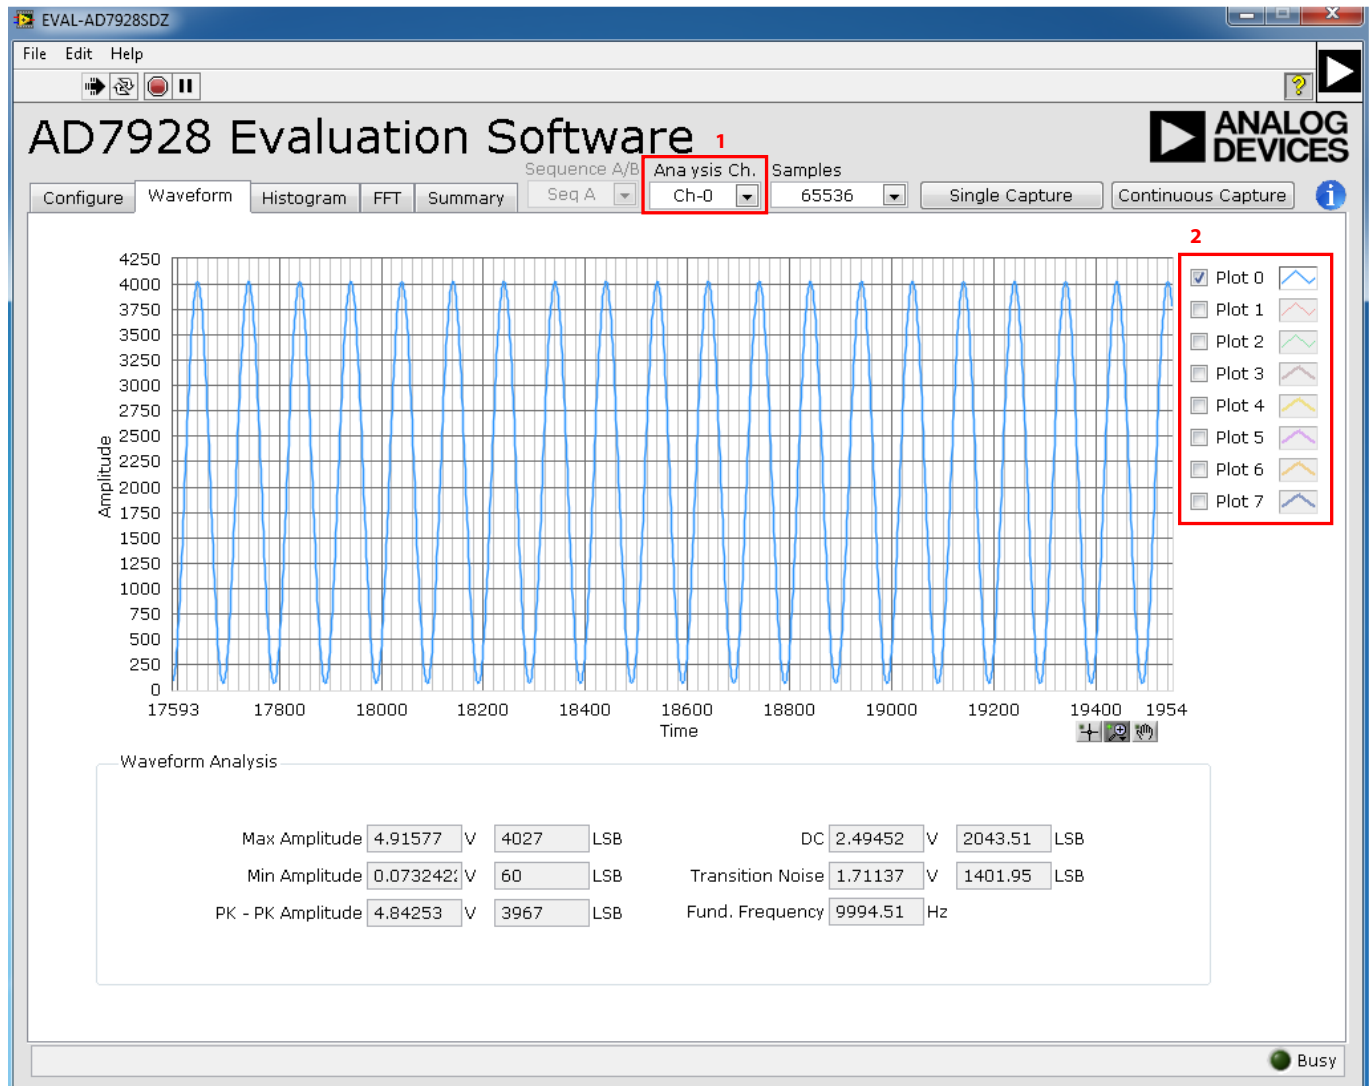 EVAL-AD7928SDZ
File Edit Help
AD7928 Evaluation Software
ANALOG
DEVICES
1
Sequence A/B Ana ysis Ch. Samples
Configure Waveform Histogram FFT Summary Seq A Ch-0 65536 Single Capture Continuous Capture
2
4250
4000
3750
3500
3250
3000
2750
2500
2250
2000
1750
1500
1250
1000
750
500
250
0
Amplitude
17593 17800 18000 18200 18400 18600 18800 19000 19200 19400 1954
Time
Plot 0
Plot 1
Plot 2
Plot 3
Plot 4
Plot 5
Plot 6
Plot 7
Waveform Analysis
Max Amplitude 4.91577 V 4027 LSB DC 2.49452 V 2043.51 LSB
Min Amplitude 0.073242 V 60 LSB Transition Noise 1.71137 V 1401.95 LSB
PK - PK Amplitude 4.84253 V 3967 LSB Fund. Frequency 9994.51 Hz
Busy